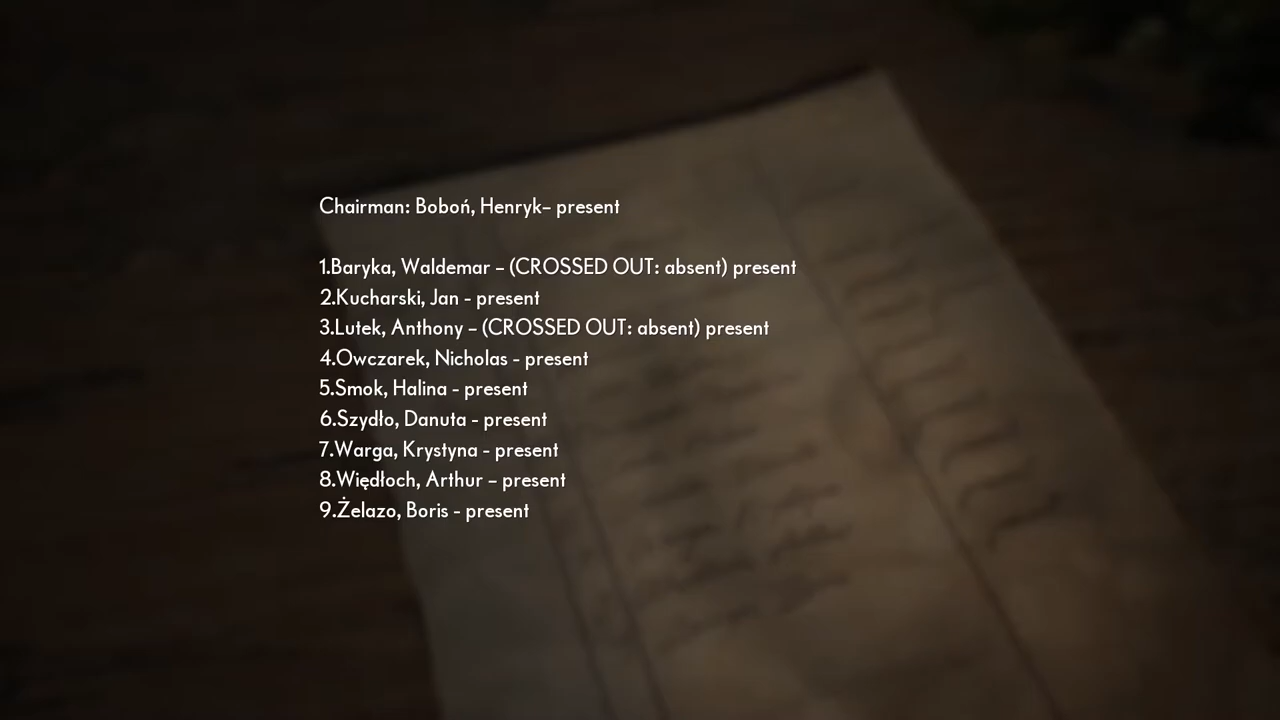 Chairman: Boboń, Henryk– present
1.Baryka, Waldemar – (CROSSED OUT: absent) present
2.Kucharski, Jan - present
3.Lutek, Anthony – (CROSSED OUT: absent) present
4.Owczarek, Nicholas - present
5.Smok, Halina - present
6.Szydło, Danuta - present
7.Warga, Krystyna - present
8.Więdłoch, Arthur – present
9.Żelazo, Boris - present